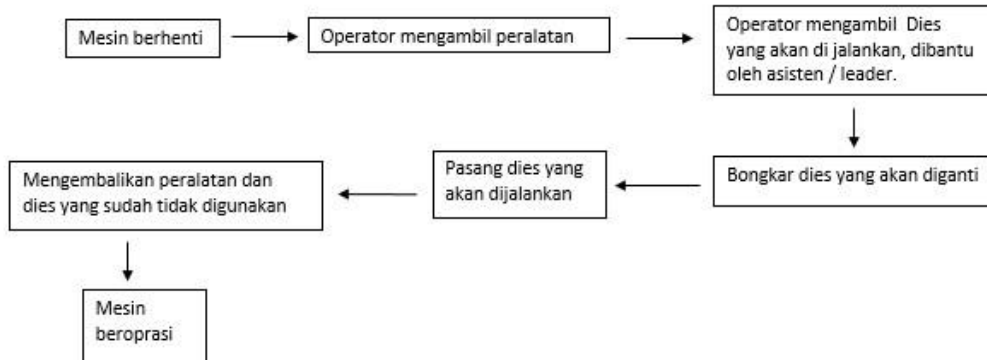 Mesin berhenti
Operator mengambil peralatan
Operator mengambil Dies
yang akan di jalankan, dibantu
oleh asisten / leader.
Bongkar dies yang akan diganti
Pasang dies yang
akan dijalankan
Mengembalikan peralatan dan
dies yang sudah tidak digunakan
Mesin
beroprasi